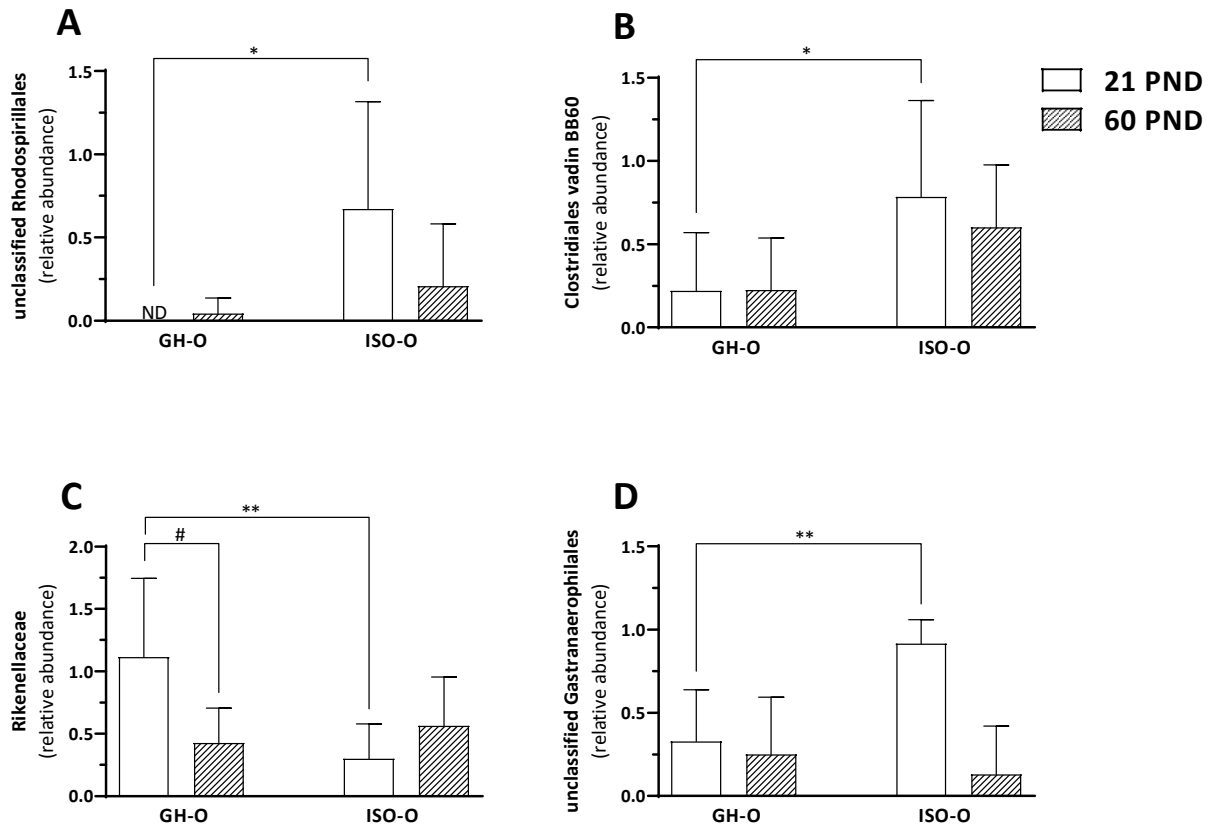 A
unclassified Rhodospirillales
(relative abundance)
1.5
1.0
0.5
0.0
*
ND
GH-O
ISO-O
B
Clostridiales vadin BB60
(relative abundance)
1.5
1.0
0.5
0.0
*
GH-O
ISO-O
21 PND
60 PND
C
Rikenellaceae
(relative abundance)
2.0
1.5
1.0
0.5
0.0
**
#
GH-O
ISO-O
D
unclassified Gastranaerophilales
(relative abundance)
1.5
1.0
0.5
0.0
**
GH-O
ISO-O